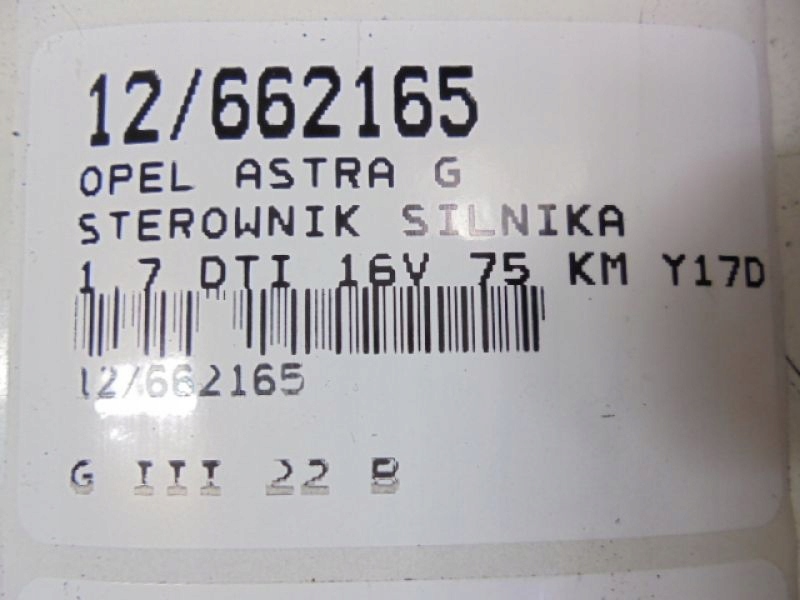 12/662165
OPEL ASTRA G
STEROWNIK SILNIKA
1.7 DTI 16V 75 KM Y17D
12/662165
G III 22 B